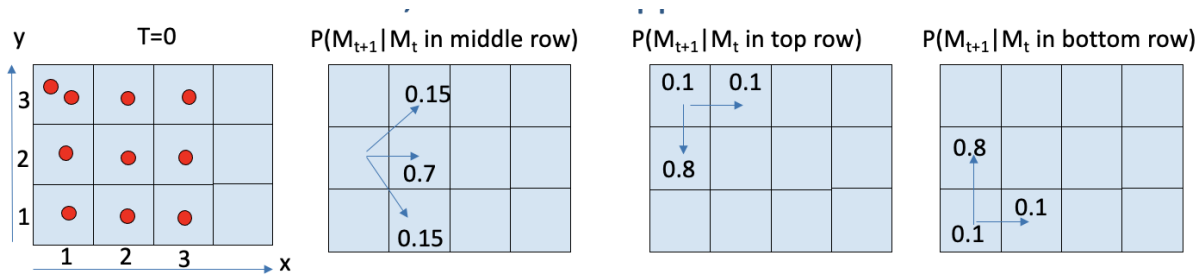 y
T=0
3
2
1
1 2 3
x
P(Mₜ₊₁|Mₜ in middle row)
0.15
0.7
0.15
P(Mₜ₊₁|Mₜ in top row)
0.1 0.1
0.8
P(Mₜ₊₁|Mₜ in bottom row)
0.8
0.1
0.1